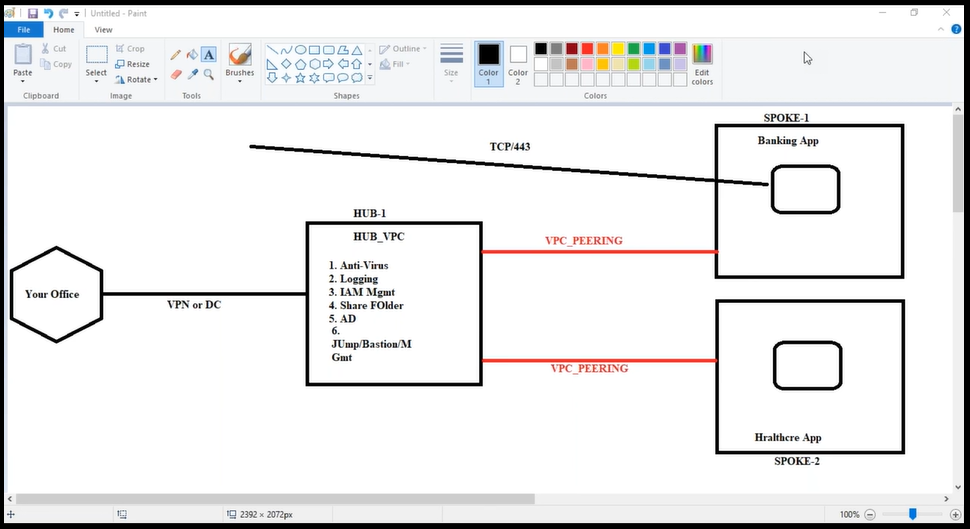 Untitled - Paint
File
Home
View
Paste
Cut
Copy
Clipboard
Select
Crop
Resize
Rotate
Image
A
Tools
Brushes
Shapes
Outline
Fill
Size
Color
1
Color
2
Edit
colors
Colors
SPOKE-1
Banking App
TCP/443
HUB-1
HUB_VPC
1. Anti-Virus
2. Logging
3. IAM Mgmt
4. Share FOlder
5. AD
6.
JUmp/Bastion/M
Gmt
VPC_PEERING
Your Office
VPN or DC
VPC_PEERING
Hralthcre App
SPOKE-2
2392 × 2072px
100%